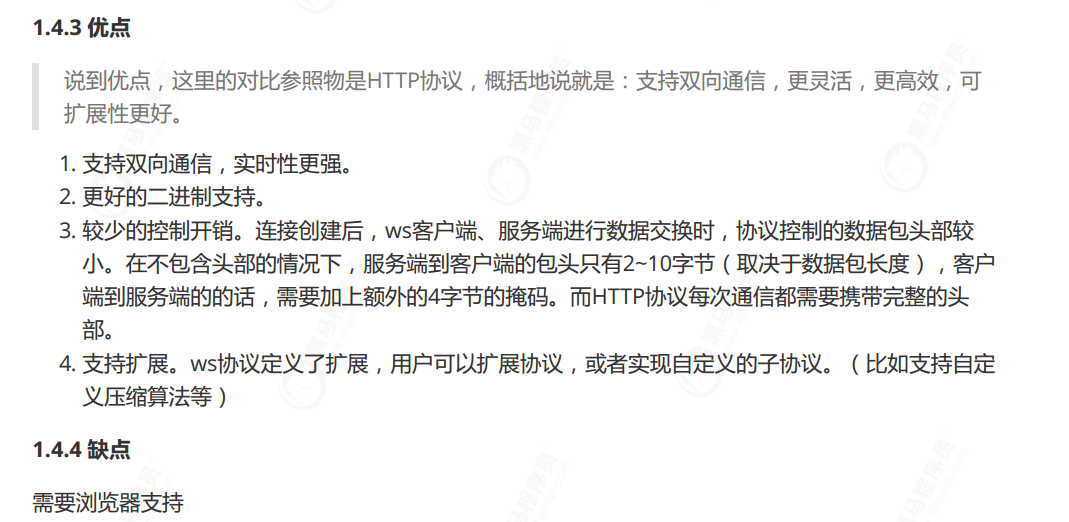 1.4.3 优点
说到优点，这里的对比参照物是HTTP协议，概括地说就是：支持双向通信，更灵活，更高效，可
扩展性更好。
1. 支持双向通信，实时性更强。
2. 更好的二进制支持。
3. 较少的控制开销。连接创建后，ws客户端、服务端进行数据交换时，协议控制的数据包头部较
小。在不包含头部的情况下，服务端到客户端的包头只有2~10字节（取决于数据包长度），客户
端到服务端的的话，需要加上额外的4字节的掩码。而HTTP协议每次通信都需要携带完整的头
部。
4. 支持扩展。ws协议定义了扩展，用户可以扩展协议，或者实现自定义的子协议。（比如支持自定
义压缩算法等）
1.4.4 缺点
需要浏览器支持